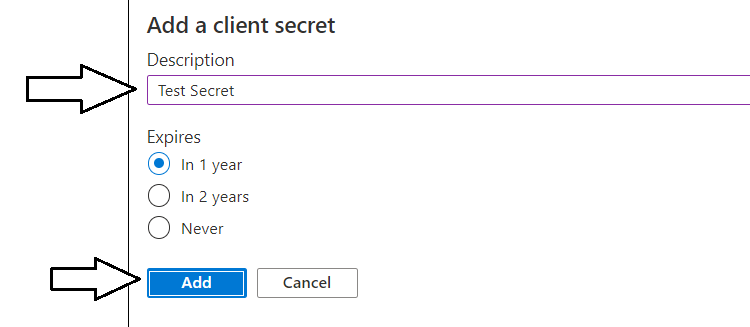 Add a client secret
Description
Test Secret
Expires
In 1 year
In 2 years
Never
Add Cancel